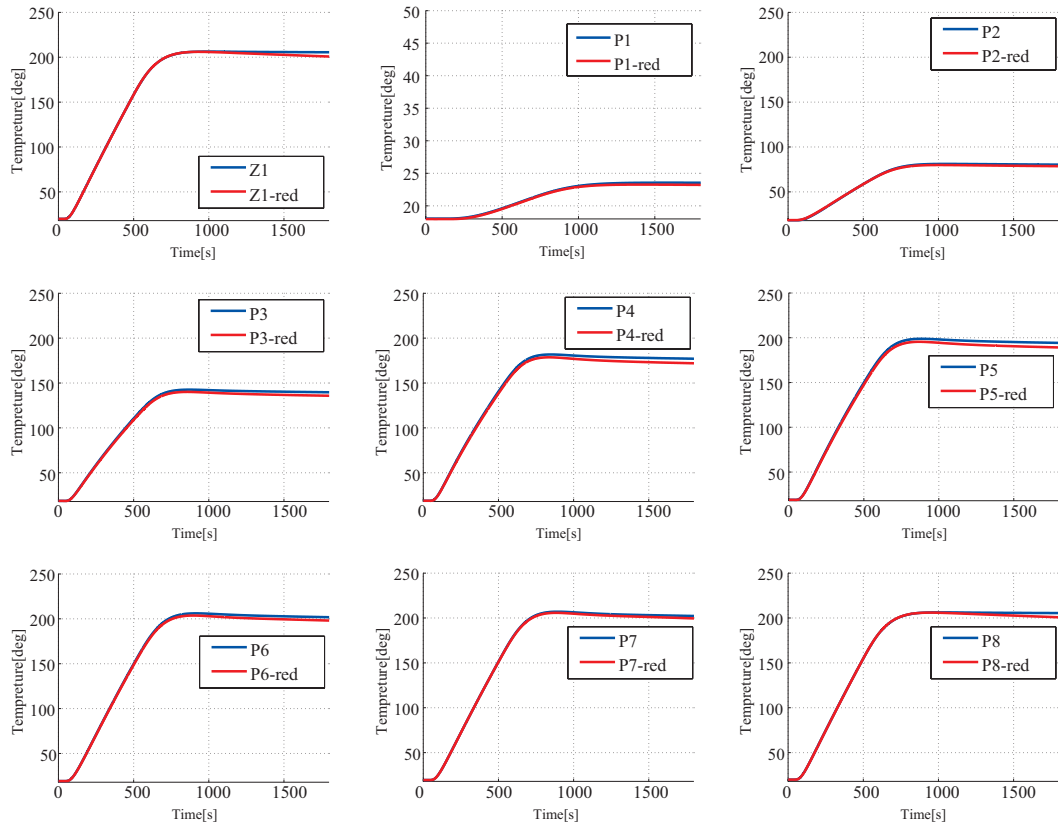 250
200
150
100
50
Tempreture[deg]
Z1
Z1-red
0 500 1000 1500
Time[s]
50
45
40
35
30
25
20
Tempreture[deg]
P1
P1-red
0 500 1000 1500
Time[s]
250
200
150
100
50
Tempreture[deg]
P2
P2-red
0 500 1000 1500
Time[s]
250
200
150
100
50
Tempreture[deg]
P3
P3-red
0 500 1000 1500
Time[s]
250
200
150
100
50
Tempreture[deg]
P4
P4-red
0 500 1000 1500
Time[s]
250
200
150
100
50
Tempreture[deg]
P5
P5-red
0 500 1000 1500
Time[s]
250
200
150
100
50
Tempreture[deg]
P6
P6-red
0 500 1000 1500
Time[s]
250
200
150
100
50
Tempreture[deg]
P7
P7-red
0 500 1000 1500
Time[s]
250
200
150
100
50
Tempreture[deg]
P8
P8-red
0 500 1000 1500
Time[s]